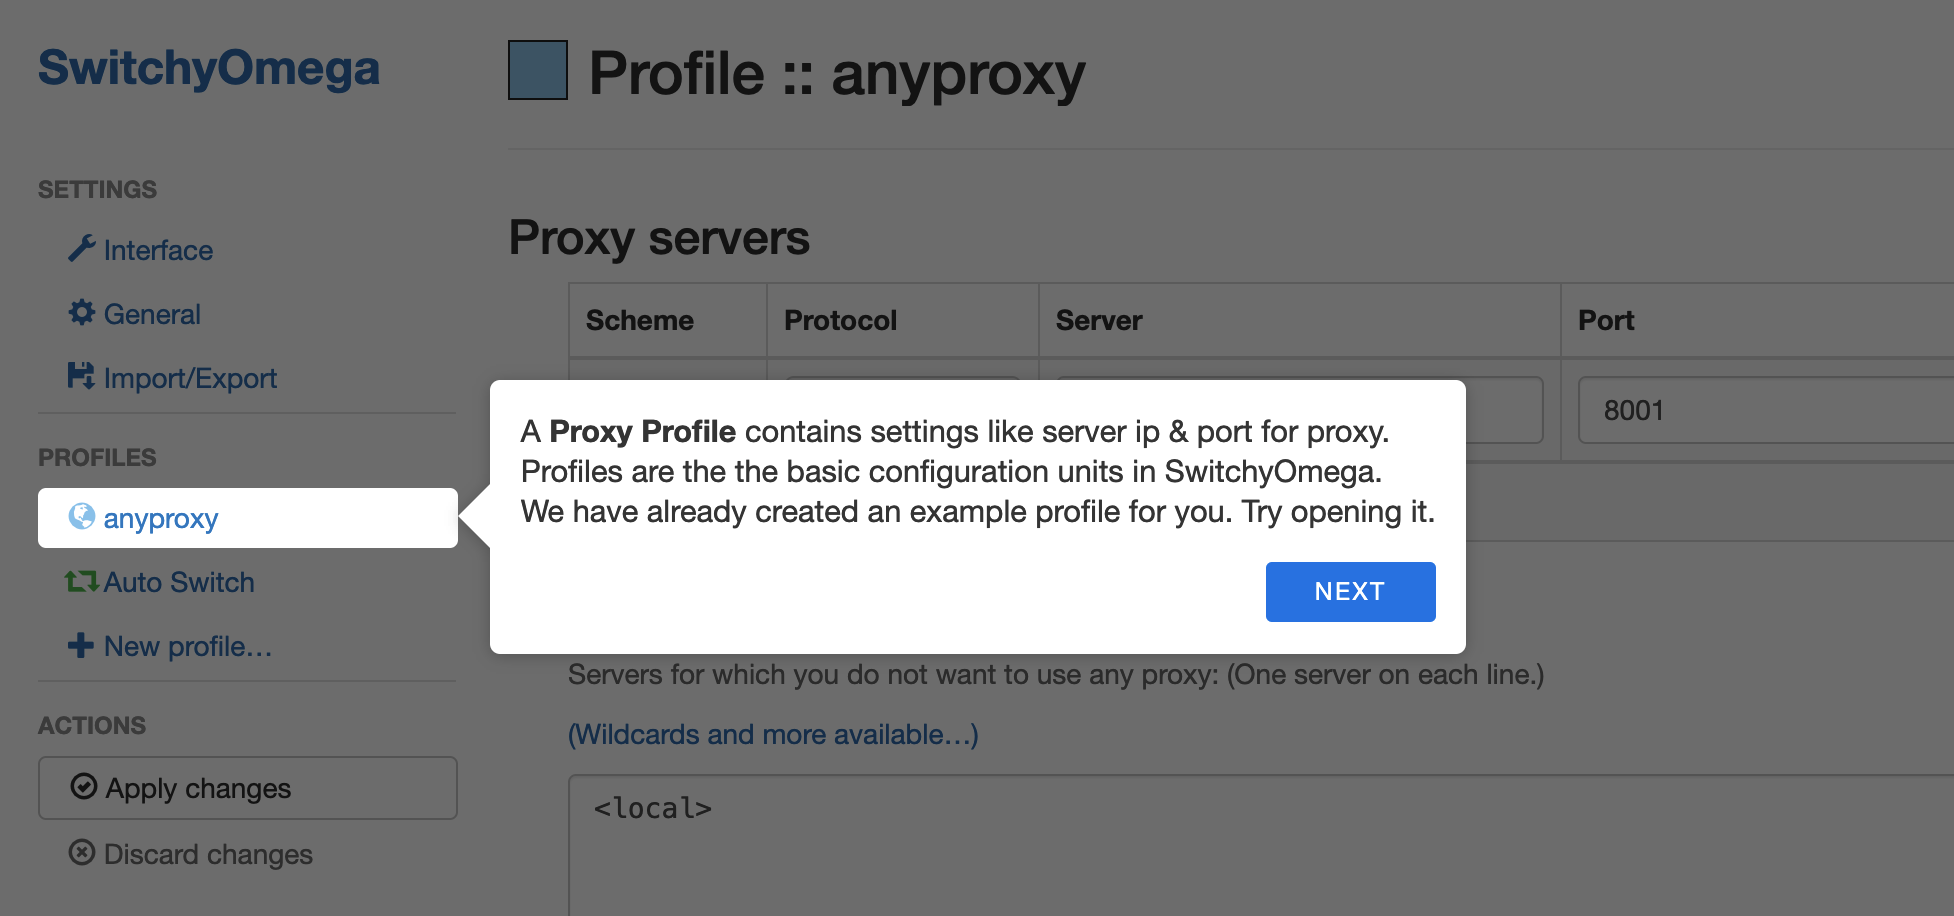 SwitchyOmega
Profile :: anyproxy
SETTINGS
Interface
General
Import/Export
PROFILES
anyproxy
Auto Switch
New profile...
ACTIONS
Apply changes
Discard changes
Proxy servers
Scheme Protocol Server Port
8001
A Proxy Profile contains settings like server ip & port for proxy.
Profiles are the the basic configuration units in SwitchyOmega.
We have already created an example profile for you. Try opening it.
NEXT
Servers for which you do not want to use any proxy: (One server on each line.)
(Wildcards and more available...)
<local>